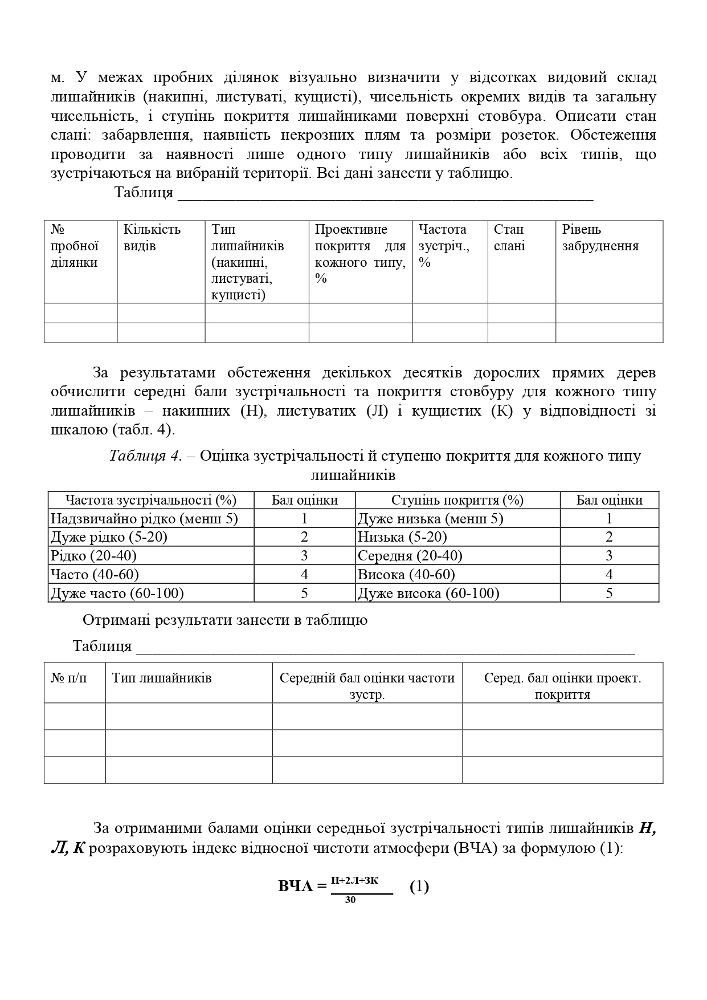 м. У межах пробних ділянок візуально визначити у відсотках видовий склад
лишайників (накипні, листуваті, кущисті), чисельність окремих видів та загальну
чисельність, і ступінь покриття лишайниками поверхні стовбура. Описати стан
слані: забарвлення, наявність некрозних плям та розміри розеток. Обстеження
проводити за наявності лише одного типу лишайників або всіх типів, що
зустрічаються на вибраній території. Всі дані занести у таблицю.
Таблиця ____________________________________________________
№ пробної ділянки | Кількість видів | Тип лишайників (накипні, листуваті, кущисті) | Проективне покриття для кожного типу, % | Частота зустріч., % | Стан слані | Рівень забруднення
За результатами обстеження декількох десятків дорослих прямих дерев
обчислити середні бали зустрічальності та покриття стовбуру для кожного типу
лишайників – накипних (Н), листуватих (Л) і кущистих (К) у відповідності зі
шкалою (табл. 4).
Таблиця 4. – Оцінка зустрічальності й ступеню покриття для кожного типу
лишайників
Частота зустрічальності (%) | Бал оцінки | Ступінь покриття (%) | Бал оцінки
Надзвичайно рідко (менш 5) | 1 | Дуже низька (менш 5) | 1
Дуже рідко (5-20) | 2 | Низька (5-20) | 2
Рідко (20-40) | 3 | Середня (20-40) | 3
Часто (40-60) | 4 | Висока (40-60) | 4
Дуже часто (60-100) | 5 | Дуже висока (60-100) | 5
Отримані результати занести в таблицю
Таблиця ______________________________________________________________
№ п/п | Тип лишайників | Середній бал оцінки частоти зустр. | Серед. бал оцінки проект. покриття
За отриманими балами оцінки середньої зустрічальності типів лишайників Н,
Л, К розраховують індекс відносної чистоти атмосфери (ВЧА) за формулою (1):
ВЧА = Н+2Л+3К (1)
30